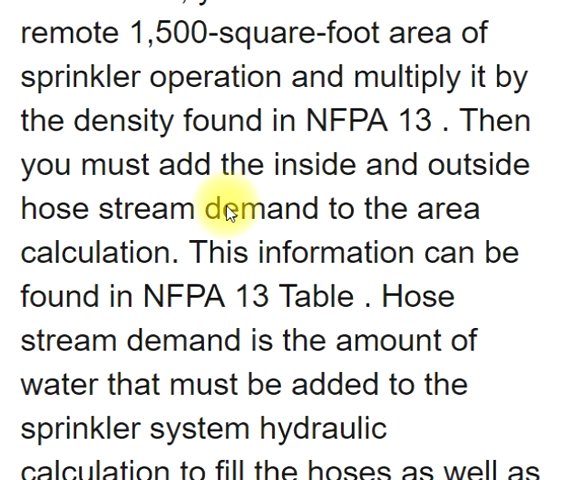 remote 1,500-square-foot area of
sprinkler operation and multiply it by
the density found in NFPA 13 . Then
you must add the inside and outside
hose stream demand to the area
calculation. This information can be
found in NFPA 13 Table . Hose
stream demand is the amount of
water that must be added to the
sprinkler system hydraulic
calculation to fill the hoses as well as